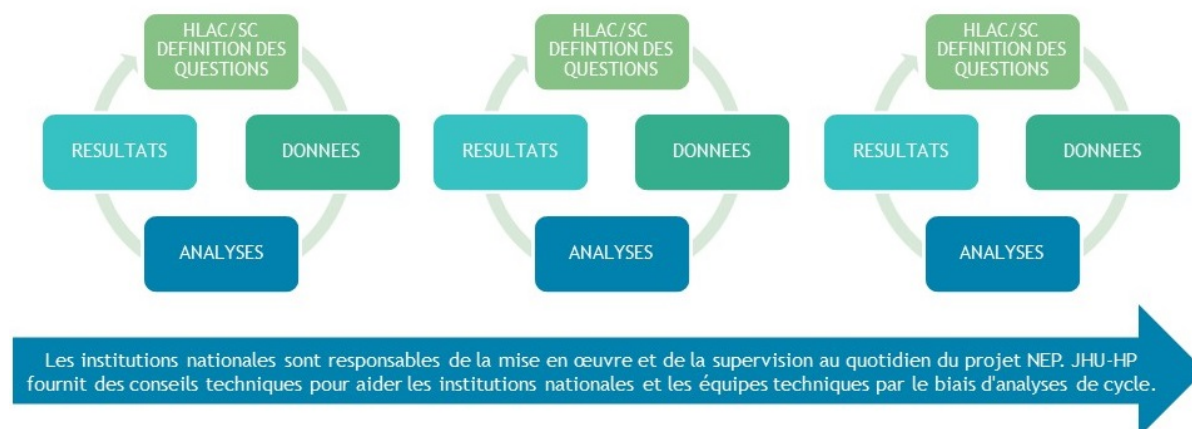 HLAC/SC
DEFINITION DES
QUESTIONS
RESULTATS
DONNEES
ANALYSES
HLAC/SC
DEFINITION DES
QUESTIONS
RESULTATS
DONNEES
ANALYSES
HLAC/SC
DEFINITION DES
QUESTIONS
RESULTATS
DONNEES
ANALYSES
Les institutions nationales sont responsables de la mise en œuvre et de la supervision au quotidien du projet NEP. JHU-HP
fournit des conseils techniques pour aider les institutions nationales et les équipes techniques par le biais d'analyses de cycle.